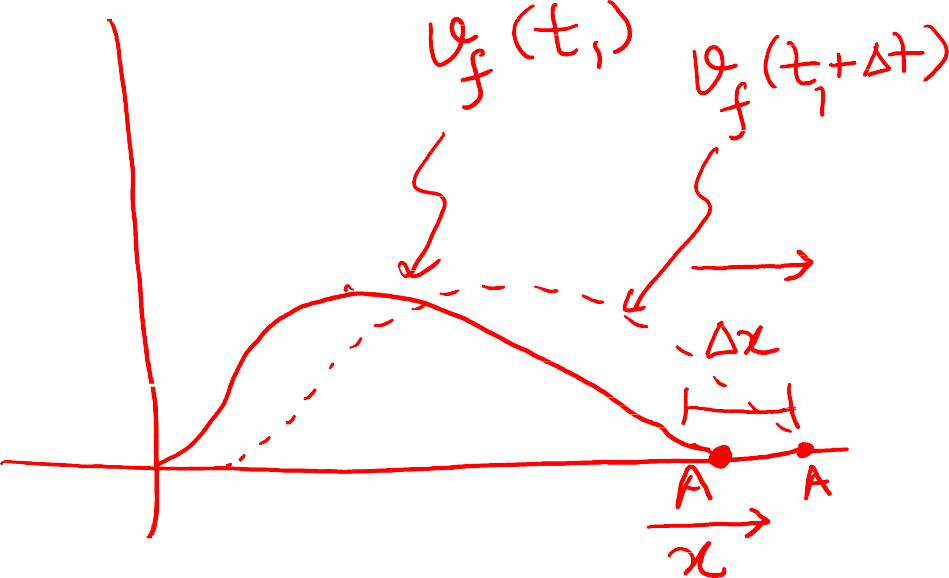 v_f (t_1)
v_f (t_1 + Δt)
Δx
A
A
x